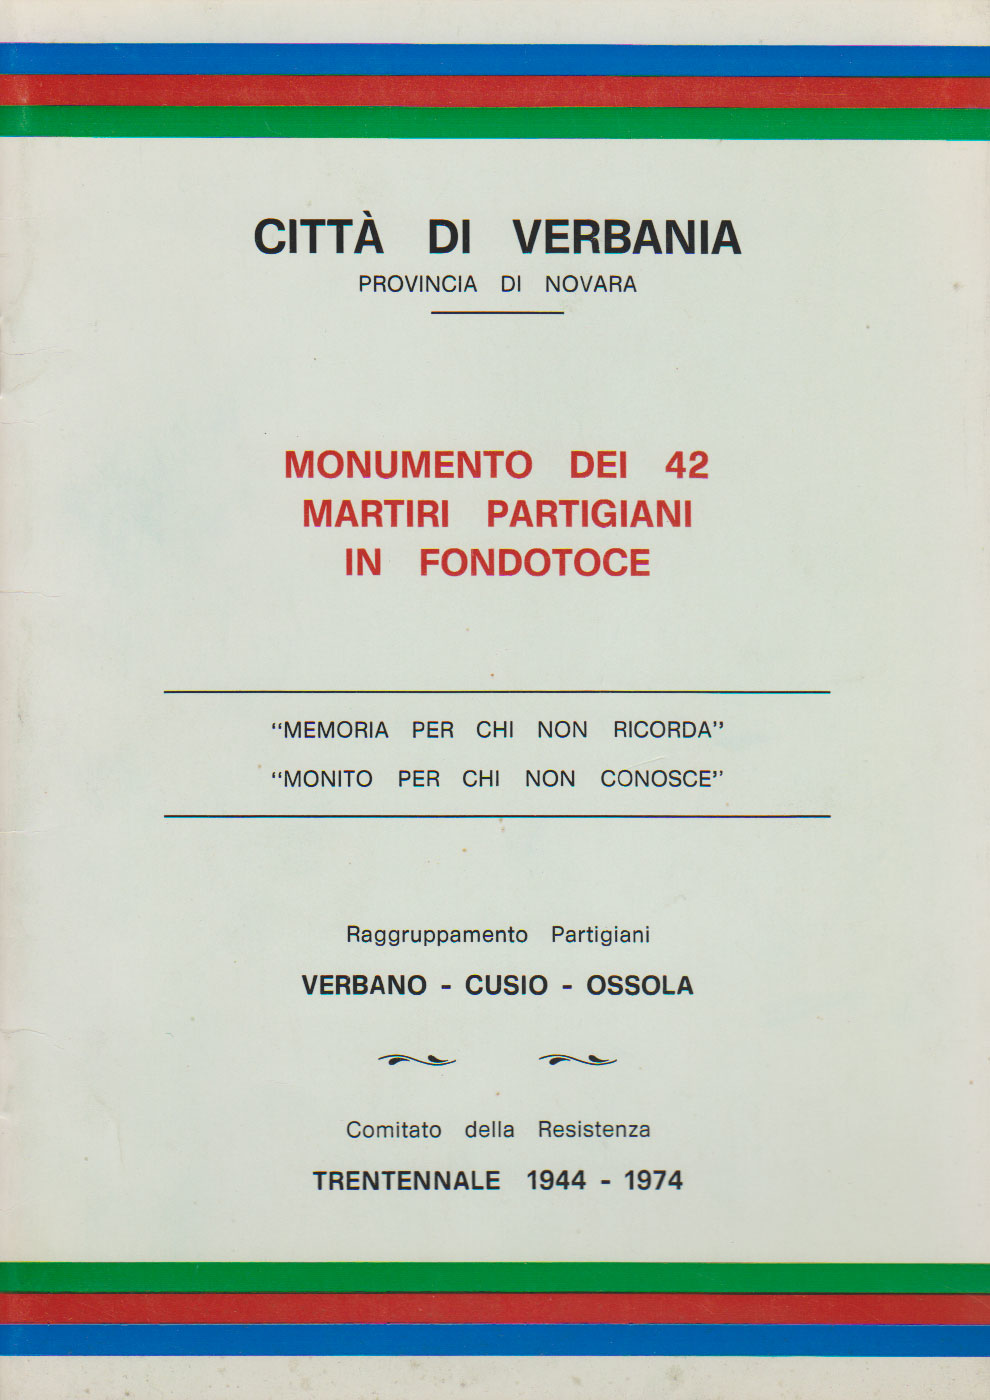 CITTÀ DI VERBANIA
PROVINCIA DI NOVARA
MONUMENTO DEI 42
MARTIRI PARTIGIANI
IN FONDOTOCE
“MEMORIA PER CHI NON RICORDA”
“MONITO PER CHI NON CONOSCE”
Raggruppamento Partigiani
VERBANO - CUSIO - OSSOLA
Comitato della Resistenza
TRENTENNALE 1944 - 1974